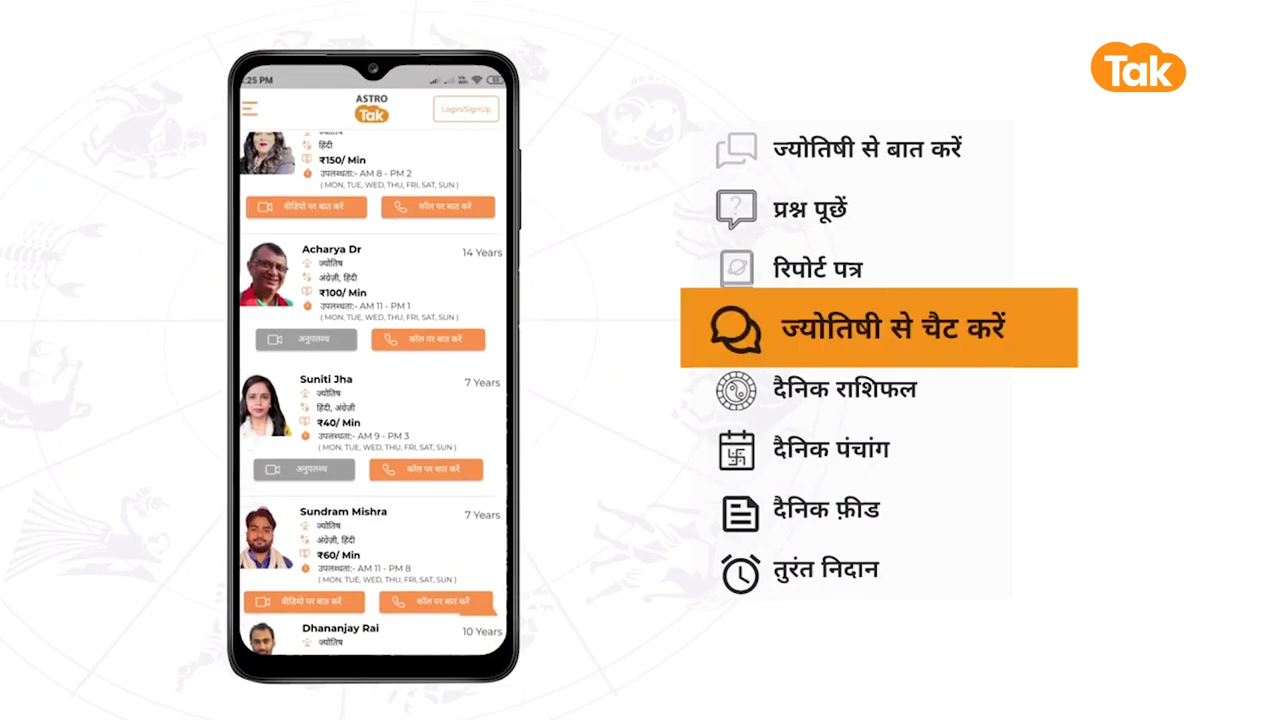 :25 PM
ASTRO
Tak
Login/SignUp
ज्योतिष
हिंदी
₹150/ Min
उपलब्धता:- AM 8 - PM 2
( MON, TUE, WED, THU, FRI, SAT, SUN )
वीडियो पर बात करें
कॉल पर बात करें
Acharya Dr
14 Years
ज्योतिष
अंग्रेज़ी, हिंदी
₹100/ Min
उपलब्धता:- AM 11 - PM 1
( MON, TUE, WED, THU, FRI, SAT, SUN )
अनुपलब्ध
कॉल पर बात करें
Suniti Jha
7 Years
ज्योतिष
हिंदी, अंग्रेज़ी
₹40/ Min
उपलब्धता:- AM 9 - PM 3
( MON, TUE, WED, THU, FRI, SAT, SUN )
अनुपलब्ध
कॉल पर बात करें
Sundram Mishra
7 Years
ज्योतिष
अंग्रेज़ी, हिंदी
₹60/ Min
उपलब्धता:- AM 11 - PM 8
( MON, TUE, WED, THU, FRI, SAT, SUN )
वीडियो पर बात करें
कॉल पर बात करें
Dhananjay Rai
10 Years
ज्योतिष
Tak
ज्योतिषी से बात करें
प्रश्न पूछें
रिपोर्ट पत्र
ज्योतिषी से चैट करें
दैनिक राशिफल
दैनिक पंचांग
दैनिक फ़ीड
तुरंत निदान